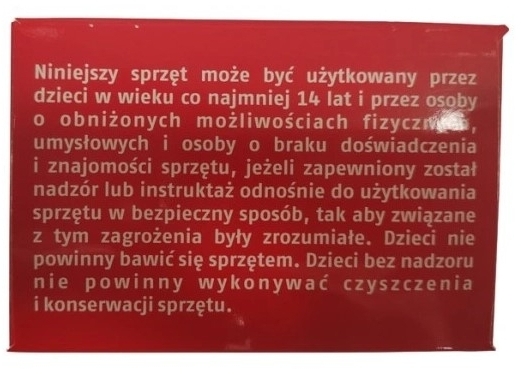 Niniejszy sprzęt może być użytkowany przez
dzieci w wieku co najmniej 14 lat i przez osoby
o obniżonych możliwościach fizycznych,
umysłowych i osoby o braku doświadczenia
i znajomości sprzętu, jeżeli zapewniony został
nadzór lub instruktaż odnośnie do użytkowania
sprzętu w bezpieczny sposób, tak aby związane
z tym zagrożenia były zrozumiałe. Dzieci nie
powinny bawić się sprzętem. Dzieci bez nadzoru
nie powinny wykonywać czyszczenia
i konserwacji sprzętu.